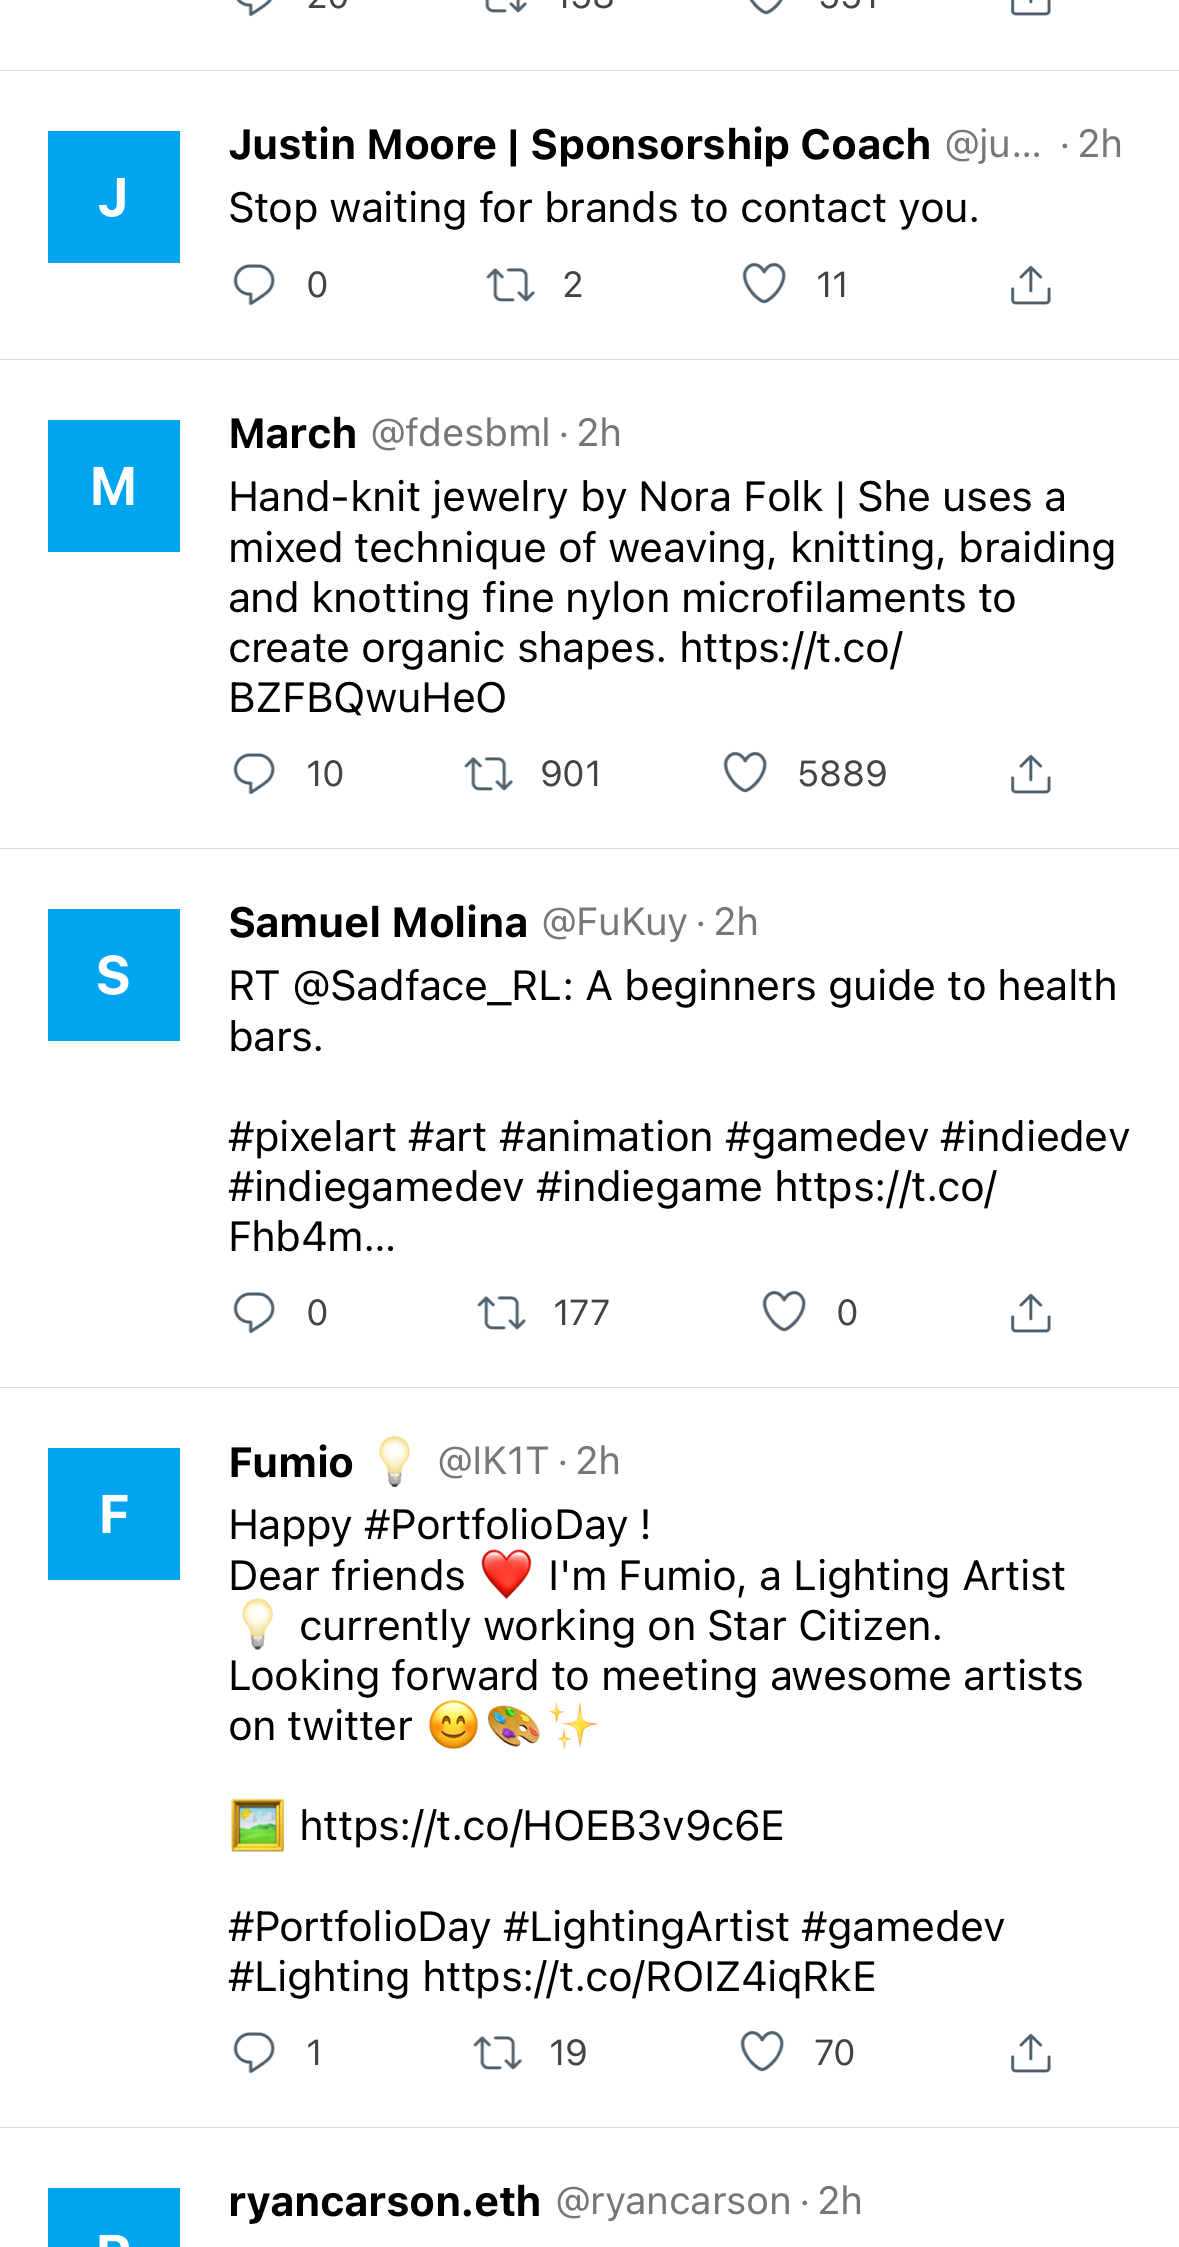 Justin Moore | Sponsorship Coach @ju... · 2h
J
Stop waiting for brands to contact you.
0 2 11
March @fdesbml · 2h
M
Hand-knit jewelry by Nora Folk | She uses a
mixed technique of weaving, knitting, braiding
and knotting fine nylon microfilaments to
create organic shapes. https://t.co/
BZFBQwuHeO
10 901 5889
Samuel Molina @FuKuy · 2h
S
RT @Sadface_RL: A beginners guide to health
bars.
#pixelart #art #animation #gamedev #indiedev
#indiegamedev #indiegame https://t.co/
Fhb4m...
0 177 0
Fumio 💡 @IK1T · 2h
F
Happy #PortfolioDay !
Dear friends ❤️ I'm Fumio, a Lighting Artist
💡 currently working on Star Citizen.
Looking forward to meeting awesome artists
on twitter 😊🎨✨
🖼️ https://t.co/HOEB3v9c6E
#PortfolioDay #LightingArtist #gamedev
#Lighting https://t.co/ROIZ4iqRkE
1 19 70
ryancarson.eth @ryancarson · 2h